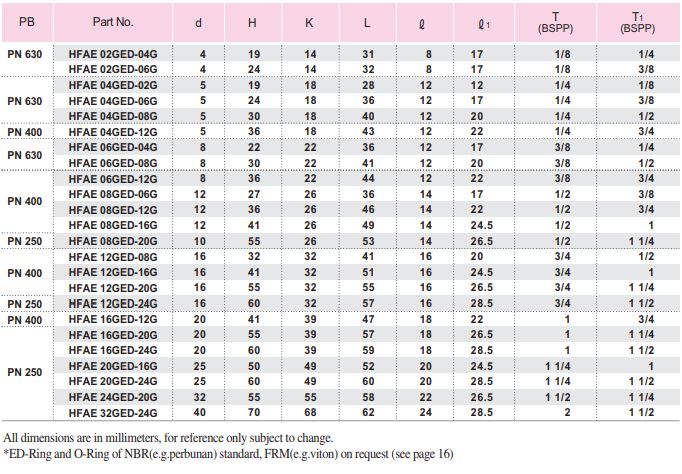 PB Part No. d H K L ℓ ℓ1 T (BSPP) T1 (BSPP)
PN 630 HFAE 02GED-04G 4 19 14 31 8 17 1/8 1/4
HFAE 02GED-06G 4 24 14 32 8 17 1/8 3/8
PN 630 HFAE 04GED-02G 5 19 18 28 12 12 1/4 1/8
HFAE 04GED-06G 5 24 18 36 12 17 1/4 3/8
HFAE 04GED-08G 5 30 18 40 12 20 1/4 1/2
PN 400 HFAE 04GED-12G 5 36 18 43 12 22 1/4 3/4
PN 630 HFAE 06GED-04G 8 22 22 36 12 17 3/8 1/4
HFAE 06GED-08G 8 30 22 41 12 20 3/8 1/2
PN 400 HFAE 06GED-12G 8 36 22 44 12 22 3/8 3/4
HFAE 08GED-06G 12 27 26 36 14 17 1/2 3/8
HFAE 08GED-12G 12 36 26 46 14 22 1/2 3/4
HFAE 08GED-16G 12 41 26 49 14 24.5 1/2 1
PN 250 HFAE 08GED-20G 10 55 26 53 14 26.5 1/2 1 1/4
PN 400 HFAE 12GED-08G 16 32 32 41 16 20 3/4 1/2
HFAE 12GED-16G 16 41 32 51 16 24.5 3/4 1
HFAE 12GED-20G 16 55 32 55 16 26.5 3/4 1 1/4
PN 250 HFAE 12GED-24G 16 60 32 57 16 28.5 3/4 1 1/2
PN 400 HFAE 16GED-12G 20 41 39 47 18 22 1 3/4
PN 250 HFAE 16GED-20G 20 55 39 57 18 26.5 1 1 1/4
HFAE 16GED-24G 20 60 39 59 18 28.5 1 1 1/2
HFAE 20GED-16G 25 50 49 52 20 24.5 1 1/4 1
HFAE 20GED-24G 25 60 49 60 20 28.5 1 1/4 1 1/2
HFAE 24GED-20G 32 55 55 58 22 26.5 1 1/2 1 1/4
HFAE 32GED-24G 40 70 68 62 24 28.5 2 1 1/2
All dimensions are in millimeters, for reference only subject to change.
*ED-Ring and O-Ring of NBR(e.g.perbunan) standard, FRM(e.g.viton) on request (see page 16)